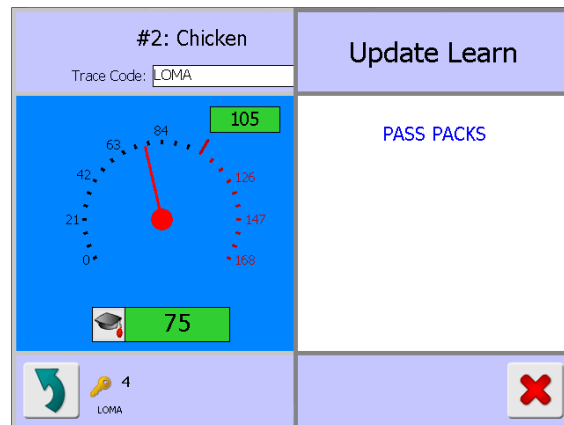 #2: Chicken
Trace Code: LOMA
Update Learn
105
84
63
42
126
21
147
0
168
75
PASS PACKS
4
LOMA